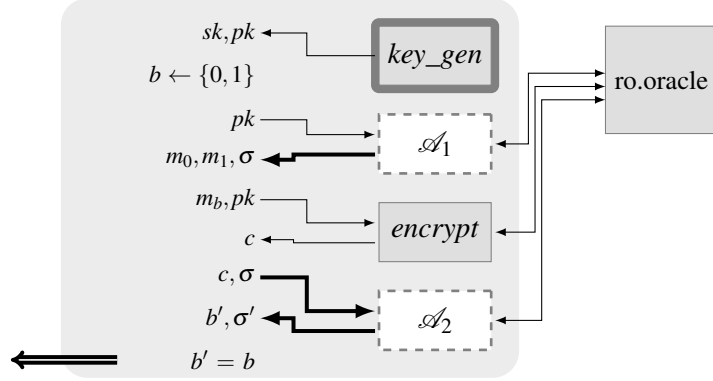 sk, pk
key_gen
b ← {0,1}
ro.oracle
pk
𝒜₁
m₀, m₁, σ
m_b, pk
encrypt
c
c, σ
b′, σ′
𝒜₂
b′ = b